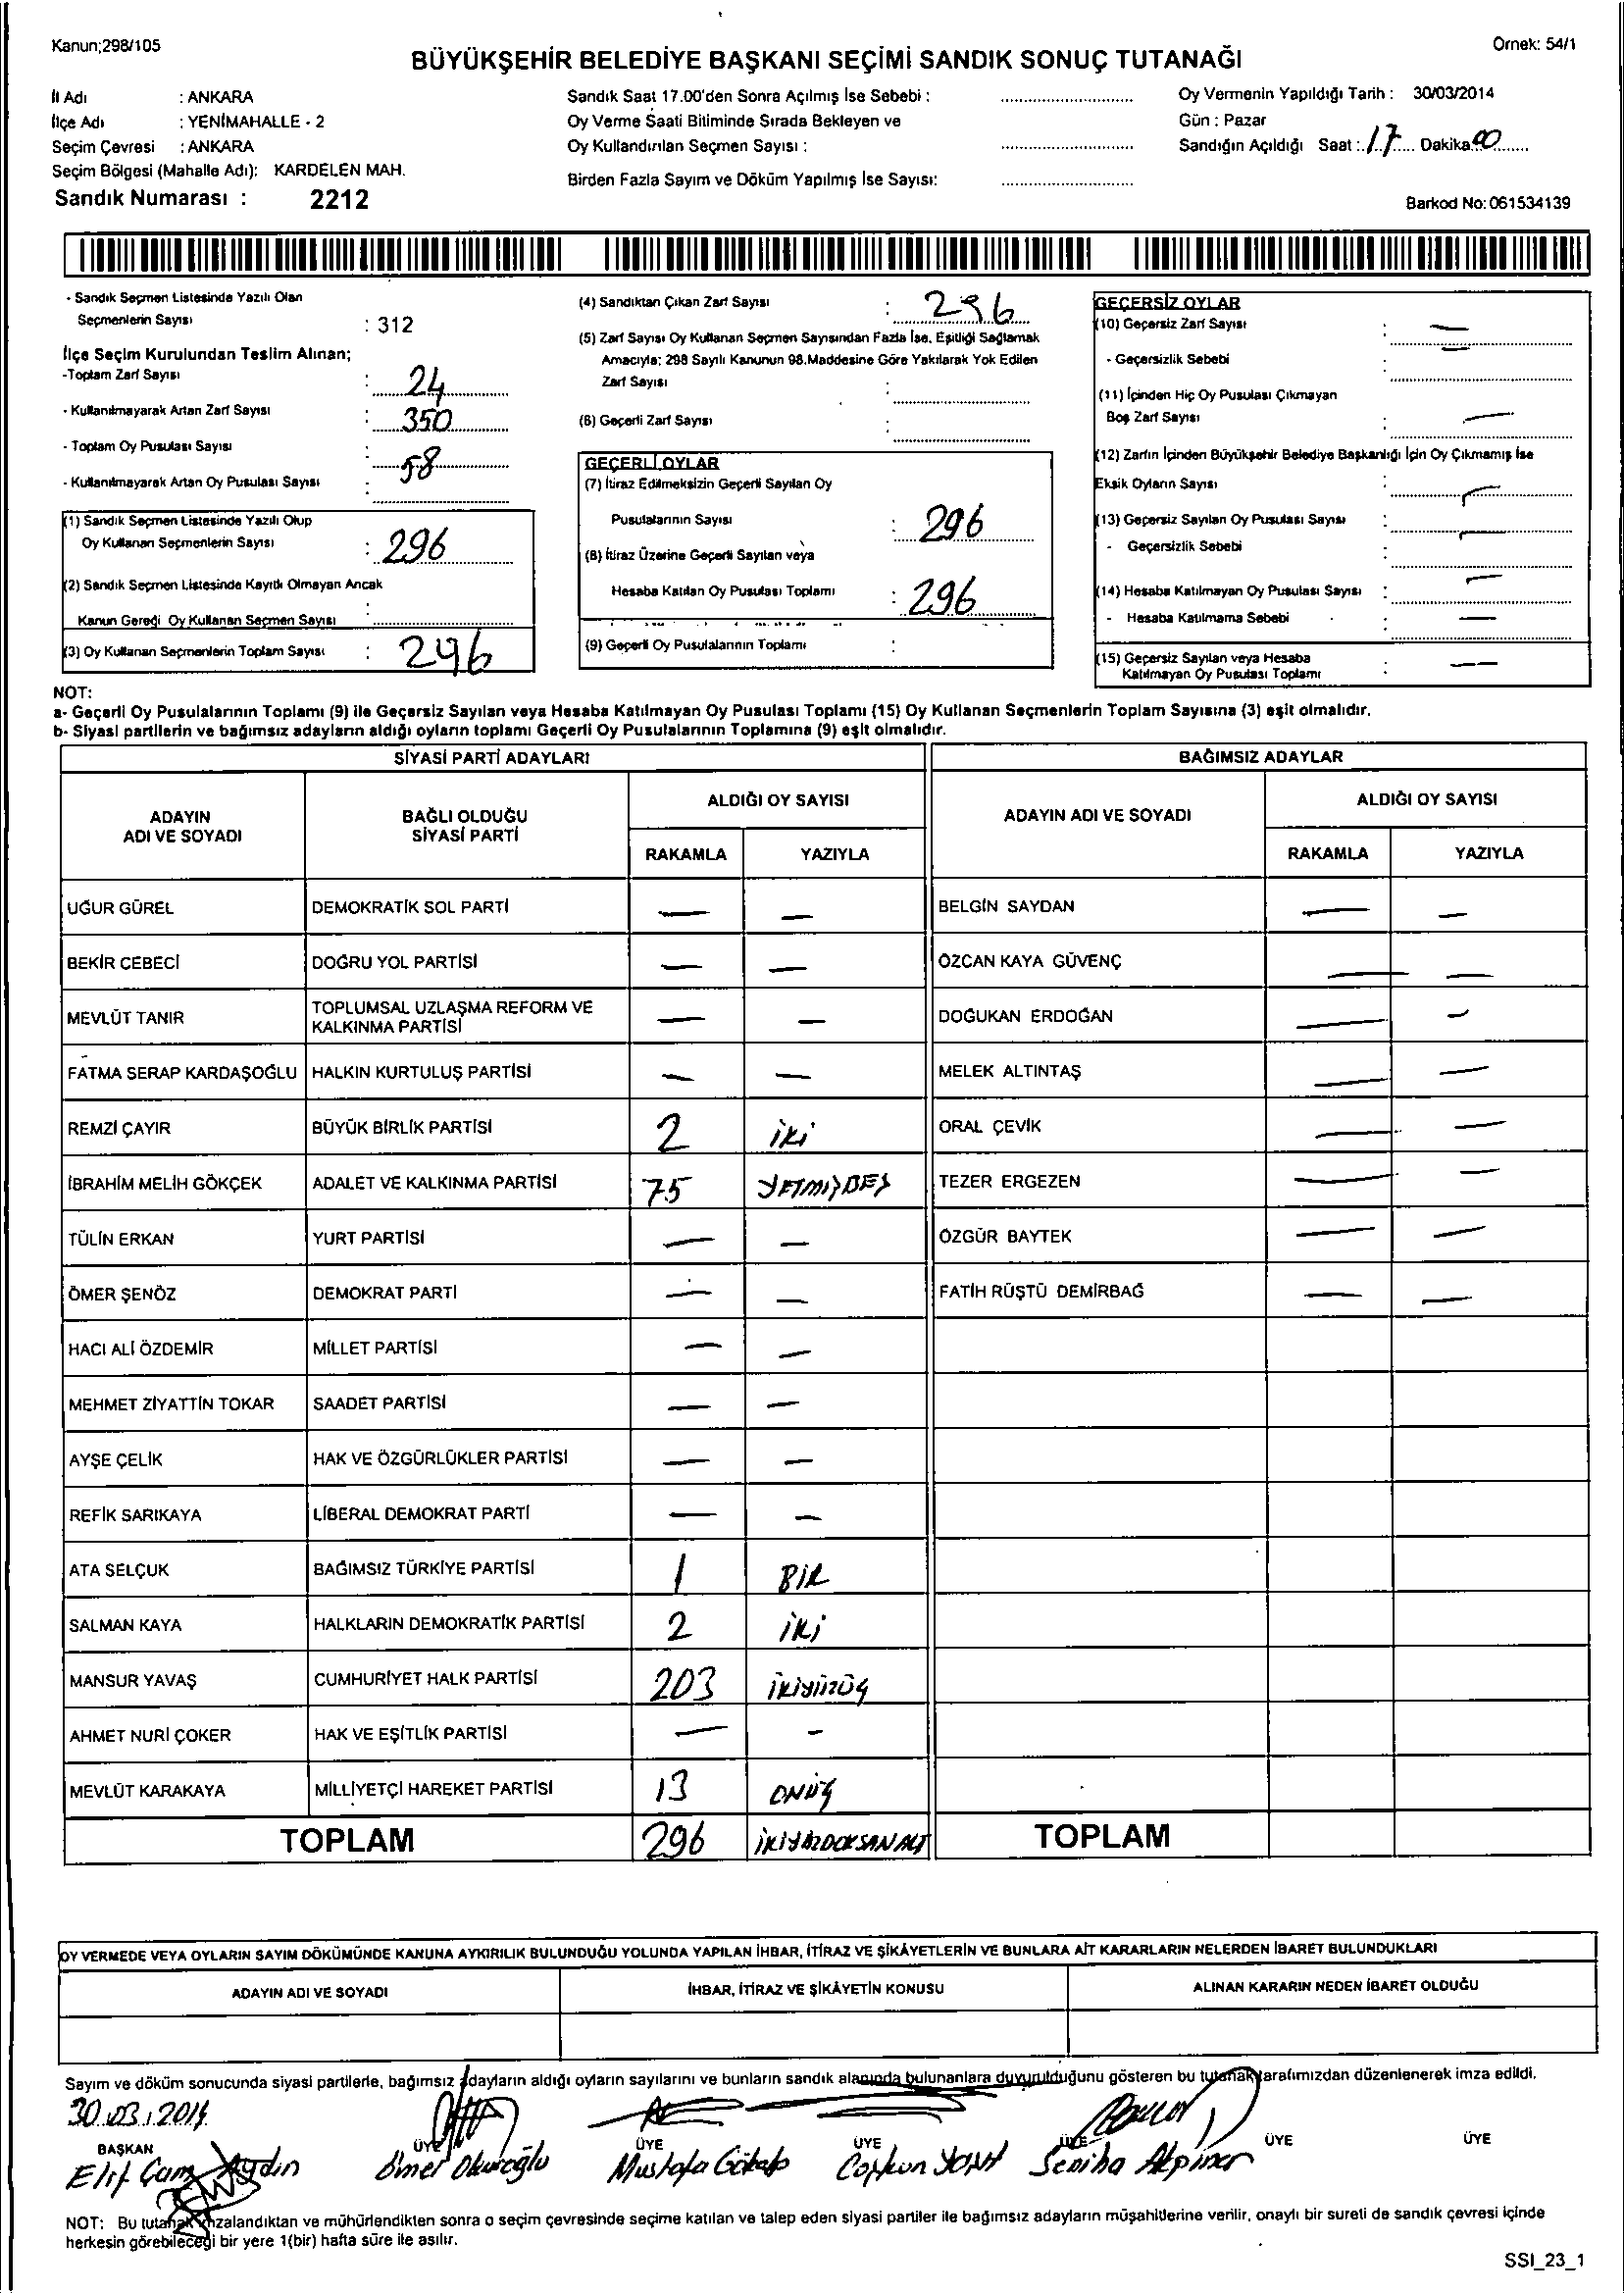 Kanun;298/105
Örnek: 54/1
BÜYÜKŞEHİR BELEDİYE BAŞKANI SEÇİMİ SANDIK SONUÇ TUTANAĞI
İl Adı : ANKARA
İlçe Adı : YENİMAHALLE - 2
Seçim Çevresi : ANKARA
Seçim Bölgesi (Mahalle Adı): KARDELEN MAH.
Sandık Numarası : 2212
Sandık Saat 17.00'den Sonra Açılmış İse Sebebi :
Oy Verme Saati Bitiminde Sırada Bekleyen ve
Oy Kullandırılan Seçmen Sayısı :
Birden Fazla Sayım ve Döküm Yapılmış İse Sayısı:
Oy Vermenin Yapıldığı Tarih : 30/03/2014
Gün : Pazar
Sandığın Açıldığı Saat : 17 Dakika 00
Barkod No: 061534139
- Sandık Seçmen Listesinde Yazılı Olan
Seçmenlerin Sayısı : 312
İlçe Seçim Kurulundan Teslim Alınan;
-Toplam Zarf Sayısı : 24
- Kullanılmayarak Artan Zarf Sayısı : 350
- Toplam Oy Pusulası Sayısı : 58
- Kullanılmayarak Artan Oy Pusulası Sayısı :
(1) Sandık Seçmen Listesinde Yazılı Olup
Oy Kullanan Seçmenlerin Sayısı : 296
(2) Sandık Seçmen Listesinde Kayıtlı Olmayan Ancak
Kanun Gereği Oy Kullanan Seçmen Sayısı :
(3) Oy Kullanan Seçmenlerin Toplam Sayısı : 296
(4) Sandıktan Çıkan Zarf Sayısı : 296
(5) Zarf Sayısı Oy Kullanan Seçmen Sayısından Fazla İse, Eşitliği Sağlamak
Amacıyla; 298 Sayılı Kanunun 98.Maddesine Göre Yakılarak Yok Edilen
Zarf Sayısı :
(6) Geçerli Zarf Sayısı :
GEÇERLİ OYLAR
(7) İtiraz Edilmeksizin Geçerli Sayılan Oy
Pusulalarının Sayısı : 296
(8) İtiraz Üzerine Geçerli Sayılan veya
Hesaba Katılan Oy Pusulası Toplamı : 296
(9) Geçerli Oy Pusulalarının Toplamı :
GEÇERSİZ OYLAR
(10) Geçersiz Zarf Sayısı : —
- Geçersizlik Sebebi : —
(11) İçinden Hiç Oy Pusulası Çıkmayan
Boş Zarf Sayısı : —
(12) Zarfın İçinden Büyükşehir Belediye Başkanlığı İçin Oy Çıkmamış İse
Eksik Oyların Sayısı : —
(13) Geçersiz Sayılan Oy Pusulası Sayısı : —
- Geçersizlik Sebebi :
(14) Hesaba Katılmayan Oy Pusulası Sayısı : —
- Hesaba Katılmama Sebebi : —
(15) Geçersiz Sayılan veya Hesaba
Katılmayan Oy Pusulası Toplamı : —
NOT:
a- Geçerli Oy Pusulalarının Toplamı (9) ile Geçersiz Sayılan veya Hesaba Katılmayan Oy Pusulası Toplamı (15) Oy Kullanan Seçmenlerin Toplam Sayısına (3) eşit olmalıdır.
b- Siyasi partilerin ve bağımsız adayların aldığı oyların toplamı Geçerli Oy Pusulalarının Toplamına (9) eşit olmalıdır.
SİYASİ PARTİ ADAYLARI BAĞIMSIZ ADAYLAR
ADAYIN ADI VE SOYADI BAĞLI OLDUĞU SİYASİ PARTİ ALDIĞI OY SAYISI ADAYIN ADI VE SOYADI ALDIĞI OY SAYISI
RAKAMLA YAZIYLA RAKAMLA YAZIYLA
UĞUR GÜREL DEMOKRATİK SOL PARTİ — — BELGİN SAYDAN — —
BEKİR CEBECİ DOĞRU YOL PARTİSİ — — ÖZCAN KAYA GÜVENÇ — —
MEVLÜT TANIR TOPLUMSAL UZLAŞMA REFORM VE KALKINMA PARTİSİ — — DOĞUKAN ERDOĞAN — —
FATMA SERAP KARDAŞOĞLU HALKIN KURTULUŞ PARTİSİ — — MELEK ALTINTAŞ — —
REMZİ ÇAYIR BÜYÜK BİRLİK PARTİSİ 2 iki ORAL ÇEVİK — —
İBRAHİM MELİH GÖKÇEK ADALET VE KALKINMA PARTİSİ 75 YETMİŞBEŞ TEZER ERGEZEN — —
TÜLİN ERKAN YURT PARTİSİ — — ÖZGÜR BAYTEK — —
ÖMER ŞENÖZ DEMOKRAT PARTİ — — FATİH RÜŞTÜ DEMİRBAĞ — —
HACI ALİ ÖZDEMİR MİLLET PARTİSİ — —
MEHMET ZİYATTİN TOKAR SAADET PARTİSİ — —
AYŞE ÇELİK HAK VE ÖZGÜRLÜKLER PARTİSİ — —
REFİK SARIKAYA LİBERAL DEMOKRAT PARTİ — —
ATA SELÇUK BAĞIMSIZ TÜRKİYE PARTİSİ 1 BİR
SALMAN KAYA HALKLARIN DEMOKRATİK PARTİSİ 2 iki
MANSUR YAVAŞ CUMHURİYET HALK PARTİSİ 203 ikiyüzüç
AHMET NURİ ÇOKER HAK VE EŞİTLİK PARTİSİ — —
MEVLÜT KARAKAYA MİLLİYETÇİ HAREKET PARTİSİ 13 ONÜÇ
TOPLAM 296 İKİYÜZDOKSANALTI TOPLAM
OY VERMEDE VEYA OYLARIN SAYIM DÖKÜMÜNDE KANUNA AYKIRILIK BULUNDUĞU YOLUNDA YAPILAN İHBAR, İTİRAZ VE ŞİKÂYETLERİN VE BUNLARA AİT KARARLARIN NELERDEN İBARET BULUNDUKLARI
ADAYIN ADI VE SOYADI İHBAR, İTİRAZ VE ŞİKÂYETİN KONUSU ALINAN KARARIN NEDEN İBARET OLDUĞU
Sayım ve döküm sonucunda siyasi partilerle, bağımsız adayların aldığı oyların sayılarını ve bunların sandık alanında bulunanlara duyurulduğunu gösteren bu tutanak tarafımızdan düzenlenerek imza edildi.
30.03.2014
BAŞKAN ÜYE ÜYE ÜYE ÜYE ÜYE ÜYE
Elif Çam Aydın Ömer Okuroğlu Mustafa Gökalp Coşkun Seniha Akpınar
NOT: Bu tutanak imzalandıktan ve mühürlendikten sonra o seçim çevresinde seçime katılan ve talep eden siyasi partiler ile bağımsız adayların müşahitlerine verilir, onaylı bir sureti de sandık çevresi içinde
herkesin görebileceği bir yere 1(bir) hafta süre ile asılır.
SSI_23_1